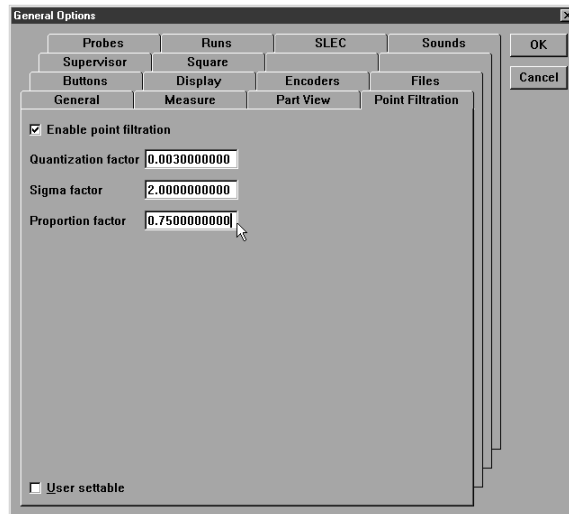 General Options
Probes Runs SLEC Sounds
OK
Supervisor Square
Cancel
Buttons Display Encoders Files
General Measure Part View Point Filtration
Enable point filtration
Quantization factor 0.0030000000
Sigma factor 2.0000000000
Proportion factor 0.7500000000
User settable